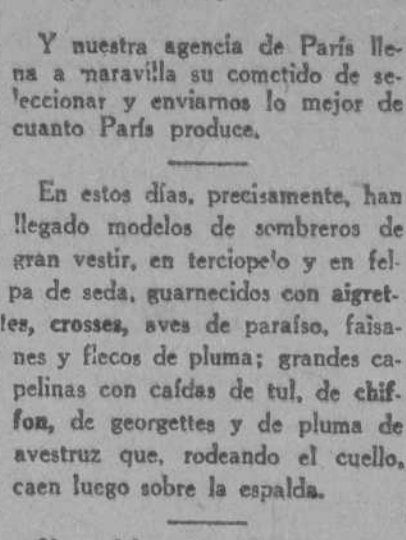 Y nuestra agencia de París lle-
na a maravilla su cometido de se-
leccionar y enviarnos lo mejor de
cuanto París produce.
En estos días, precisamente, han
llegado modelos de sombreros de
gran vestir, en terciopelo y en fel-
pa de seda, guarnecidos con aigret-
tes, crosses, aves de paraíso, faisa-
nes y flecos de pluma; grandes ca-
pelinas con caídas de tul, de chif-
fon, de georgettes y de pluma de
avestruz que, rodeando el cuello,
caen luego sobre la espalda.